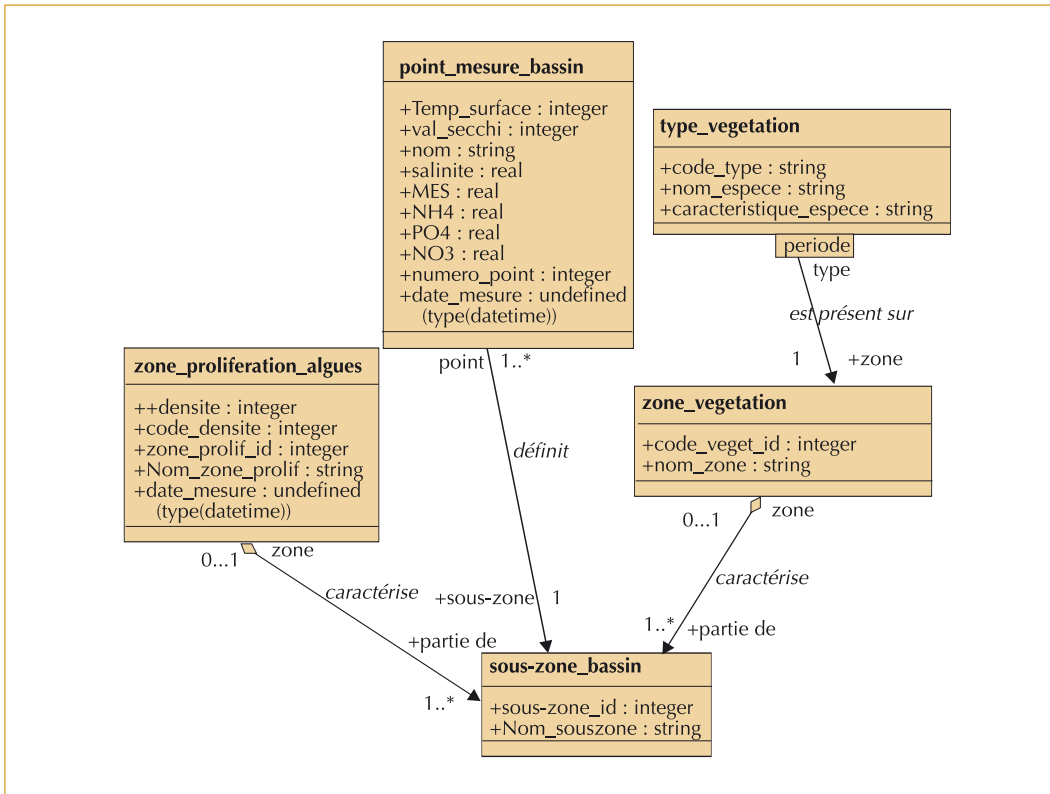 point_mesure_bassin
+Temp_surface : integer
+val_secchi : integer
+nom : string
+salinite : real
+MES : real
+NH4 : real
+PO4 : real
+NO3 : real
+numero_point : integer
+date_mesure : undefined
(type(datetime))
type_vegetation
+code_type : string
+nom_espece : string
+caracteristique_espece : string
periode
type
est présent sur
1
+zone
point
1..*
zone_proliferation_algues
++densite : integer
+code_densite : integer
+zone_prolif_id : integer
+Nom_zone_prolif : string
+date_mesure : undefined
(type(datetime))
zone_vegetation
+code_veget_id : integer
+nom_zone : string
définit
0...1
zone
0...1
zone
caractérise
+sous-zone
1
caractérise
+partie de
1..*
1..*
+partie de
sous-zone_bassin
+sous-zone_id : integer
+Nom_souszone : string